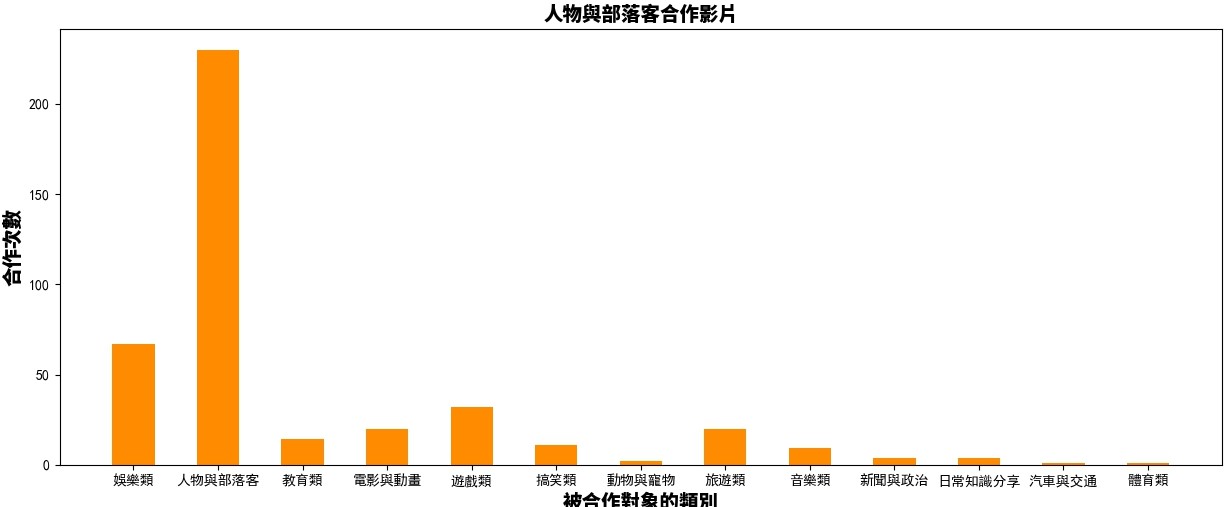 人物與部落客合作影片
合作次數
200
150
100
50
0
娛樂類 人物與部落客 教育類 電影與動畫 遊戲類 搞笑類 動物與寵物 旅遊類 音樂類 新聞與政治 日常知識分享 汽車與交通 體育類
被合作對象的類別